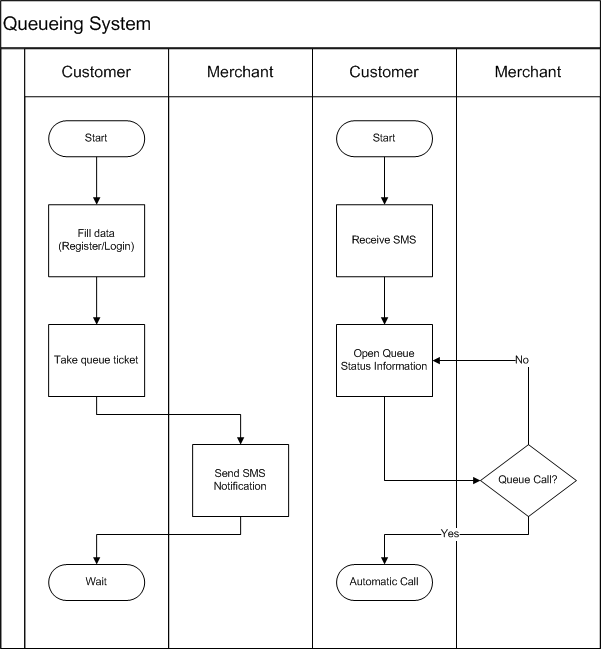 Queueing System
Customer
Merchant
Customer
Merchant
Start
Fill data
(Register/Login)
Take queue ticket
Send SMS
Notification
Wait
Start
Receive SMS
Open Queue
Status Information
No
Queue Call?
Yes
Automatic Call